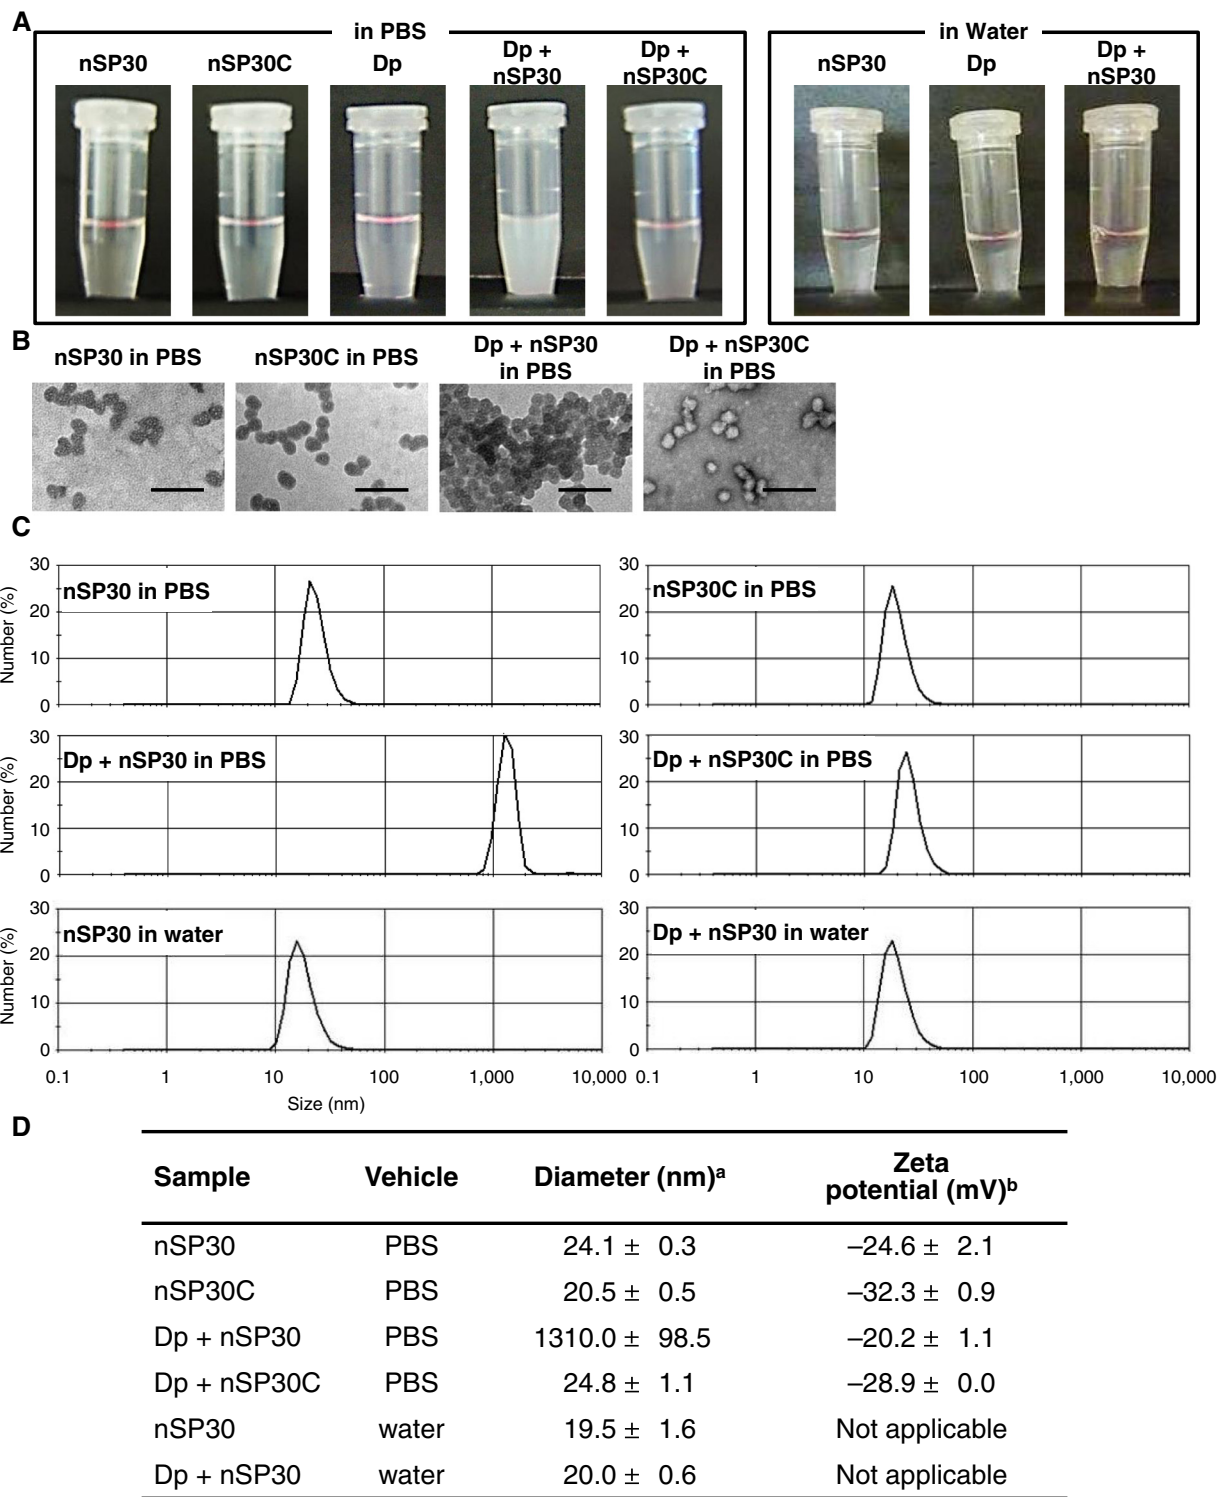 A
in PBS
nSP30
nSP30C
Dp
Dp +
nSP30
Dp +
nSP30C
in Water
nSP30
Dp
Dp +
nSP30
B
nSP30 in PBS
nSP30C in PBS
Dp + nSP30
in PBS
Dp + nSP30C
in PBS
C
Number (%)
30
20
10
0
nSP30 in PBS
30
20
10
0
nSP30C in PBS
Number (%)
30
20
10
0
Dp + nSP30 in PBS
30
20
10
0
Dp + nSP30C in PBS
Number (%)
30
20
10
0
nSP30 in water
0.1 1 10 100 1,000 10,000
Size (nm)
30
20
10
0
Dp + nSP30 in water
0.1 1 10 100 1,000 10,000
D
Sample Vehicle Diameter (nm)ᵃ Zeta
potential (mV)ᵇ
nSP30 PBS 24.1 ± 0.3 –24.6 ± 2.1
nSP30C PBS 20.5 ± 0.5 –32.3 ± 0.9
Dp + nSP30 PBS 1310.0 ± 98.5 –20.2 ± 1.1
Dp + nSP30C PBS 24.8 ± 1.1 –28.9 ± 0.0
nSP30 water 19.5 ± 1.6 Not applicable
Dp + nSP30 water 20.0 ± 0.6 Not applicable